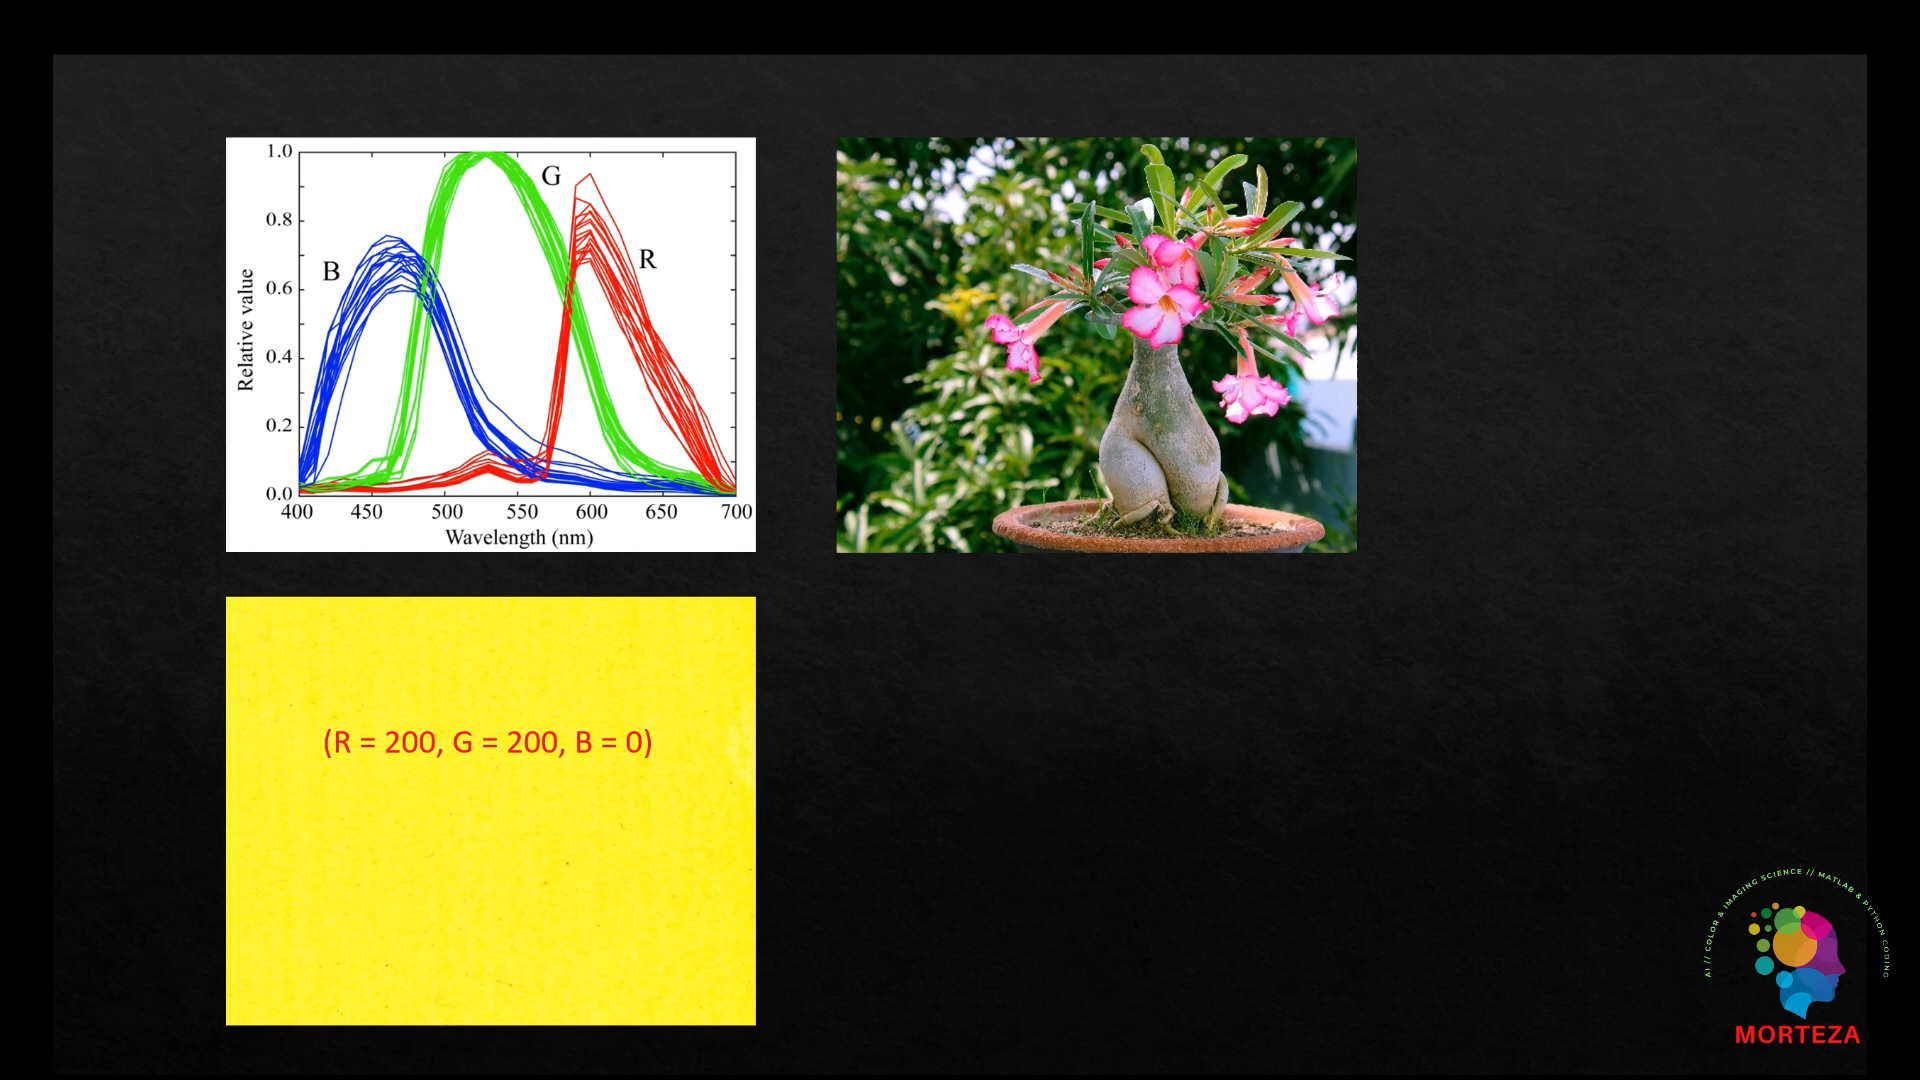 1.0
0.8
0.6
0.4
0.2
0.0
Relative value
B
G
R
400 450 500 550 600 650 700
Wavelength (nm)
(R = 200, G = 200, B = 0)
AI // COLOR & IMAGING SCIENCE // MATLAB & PYTHON CODING
MORTEZA